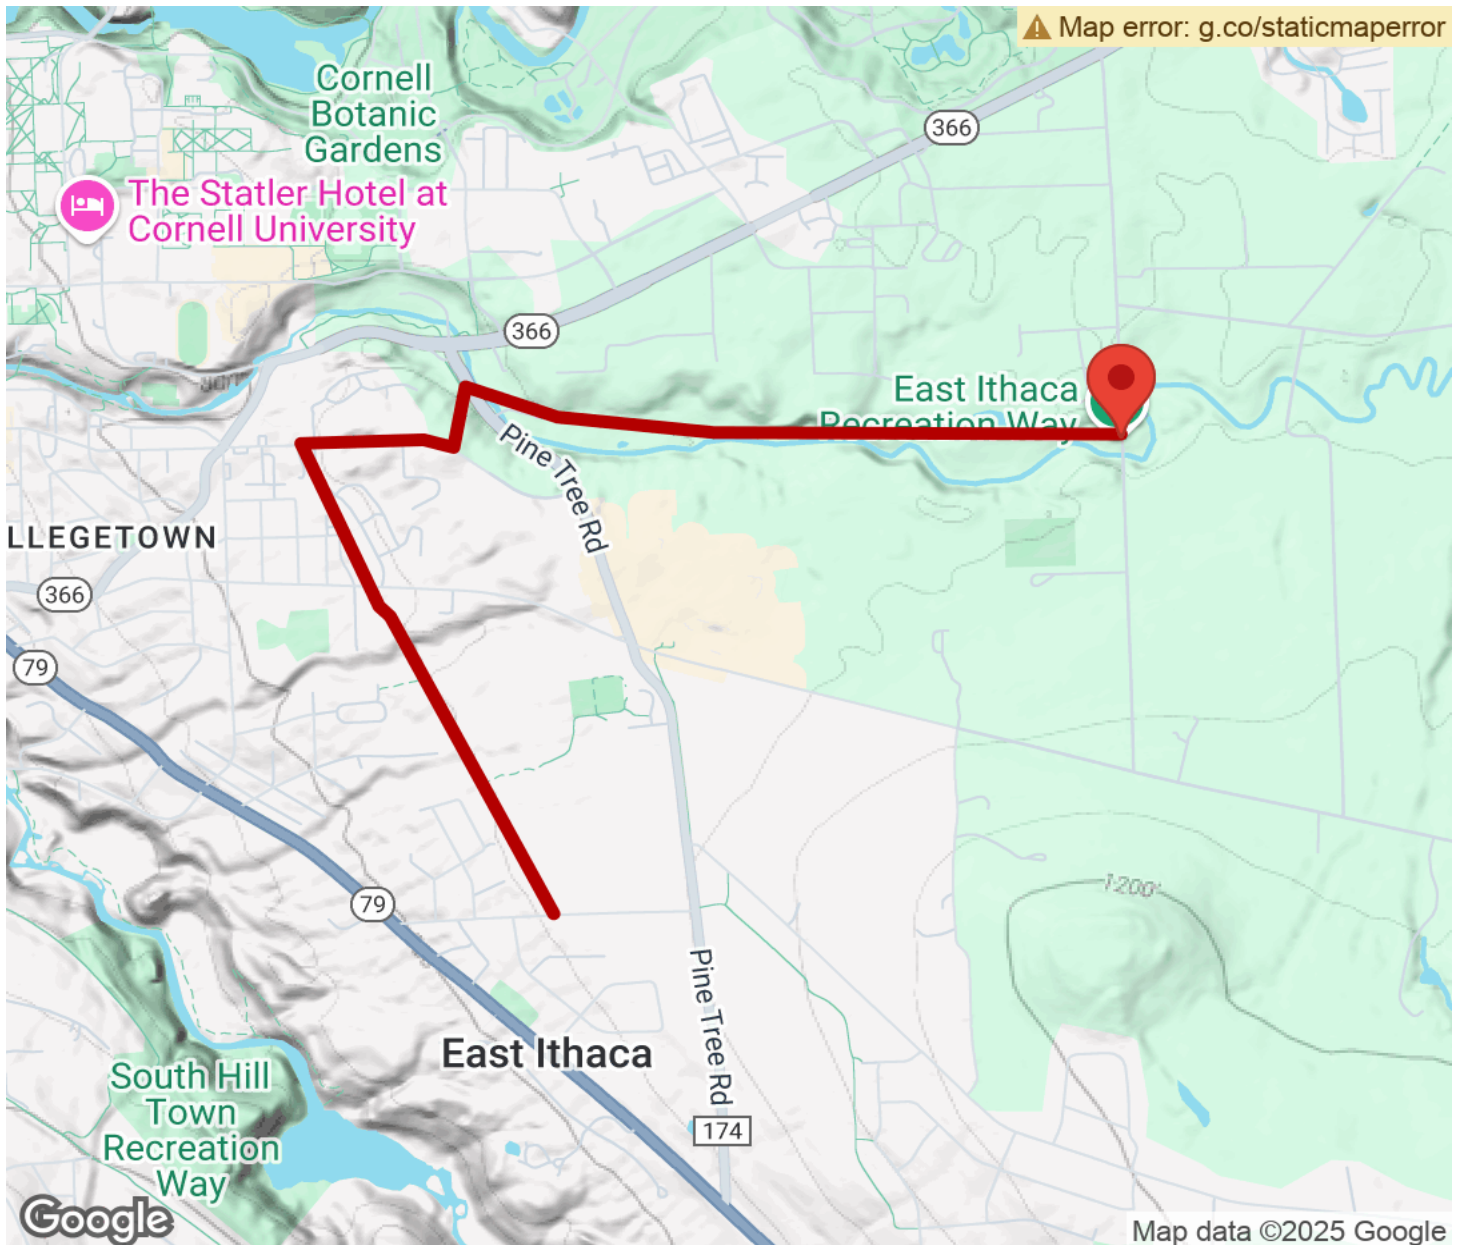 Map error: g.co/staticmaperror
Cornell
Botanic
Gardens
366
The Statler Hotel at
Cornell University
366
East Ithaca
Recreation Way
Pine Tree Rd
LLEGETOWN
366
79
79
1200'
Pine Tree Rd
East Ithaca
South Hill
Town
Recreation
Way
174
Google
Map data ©2025 Google